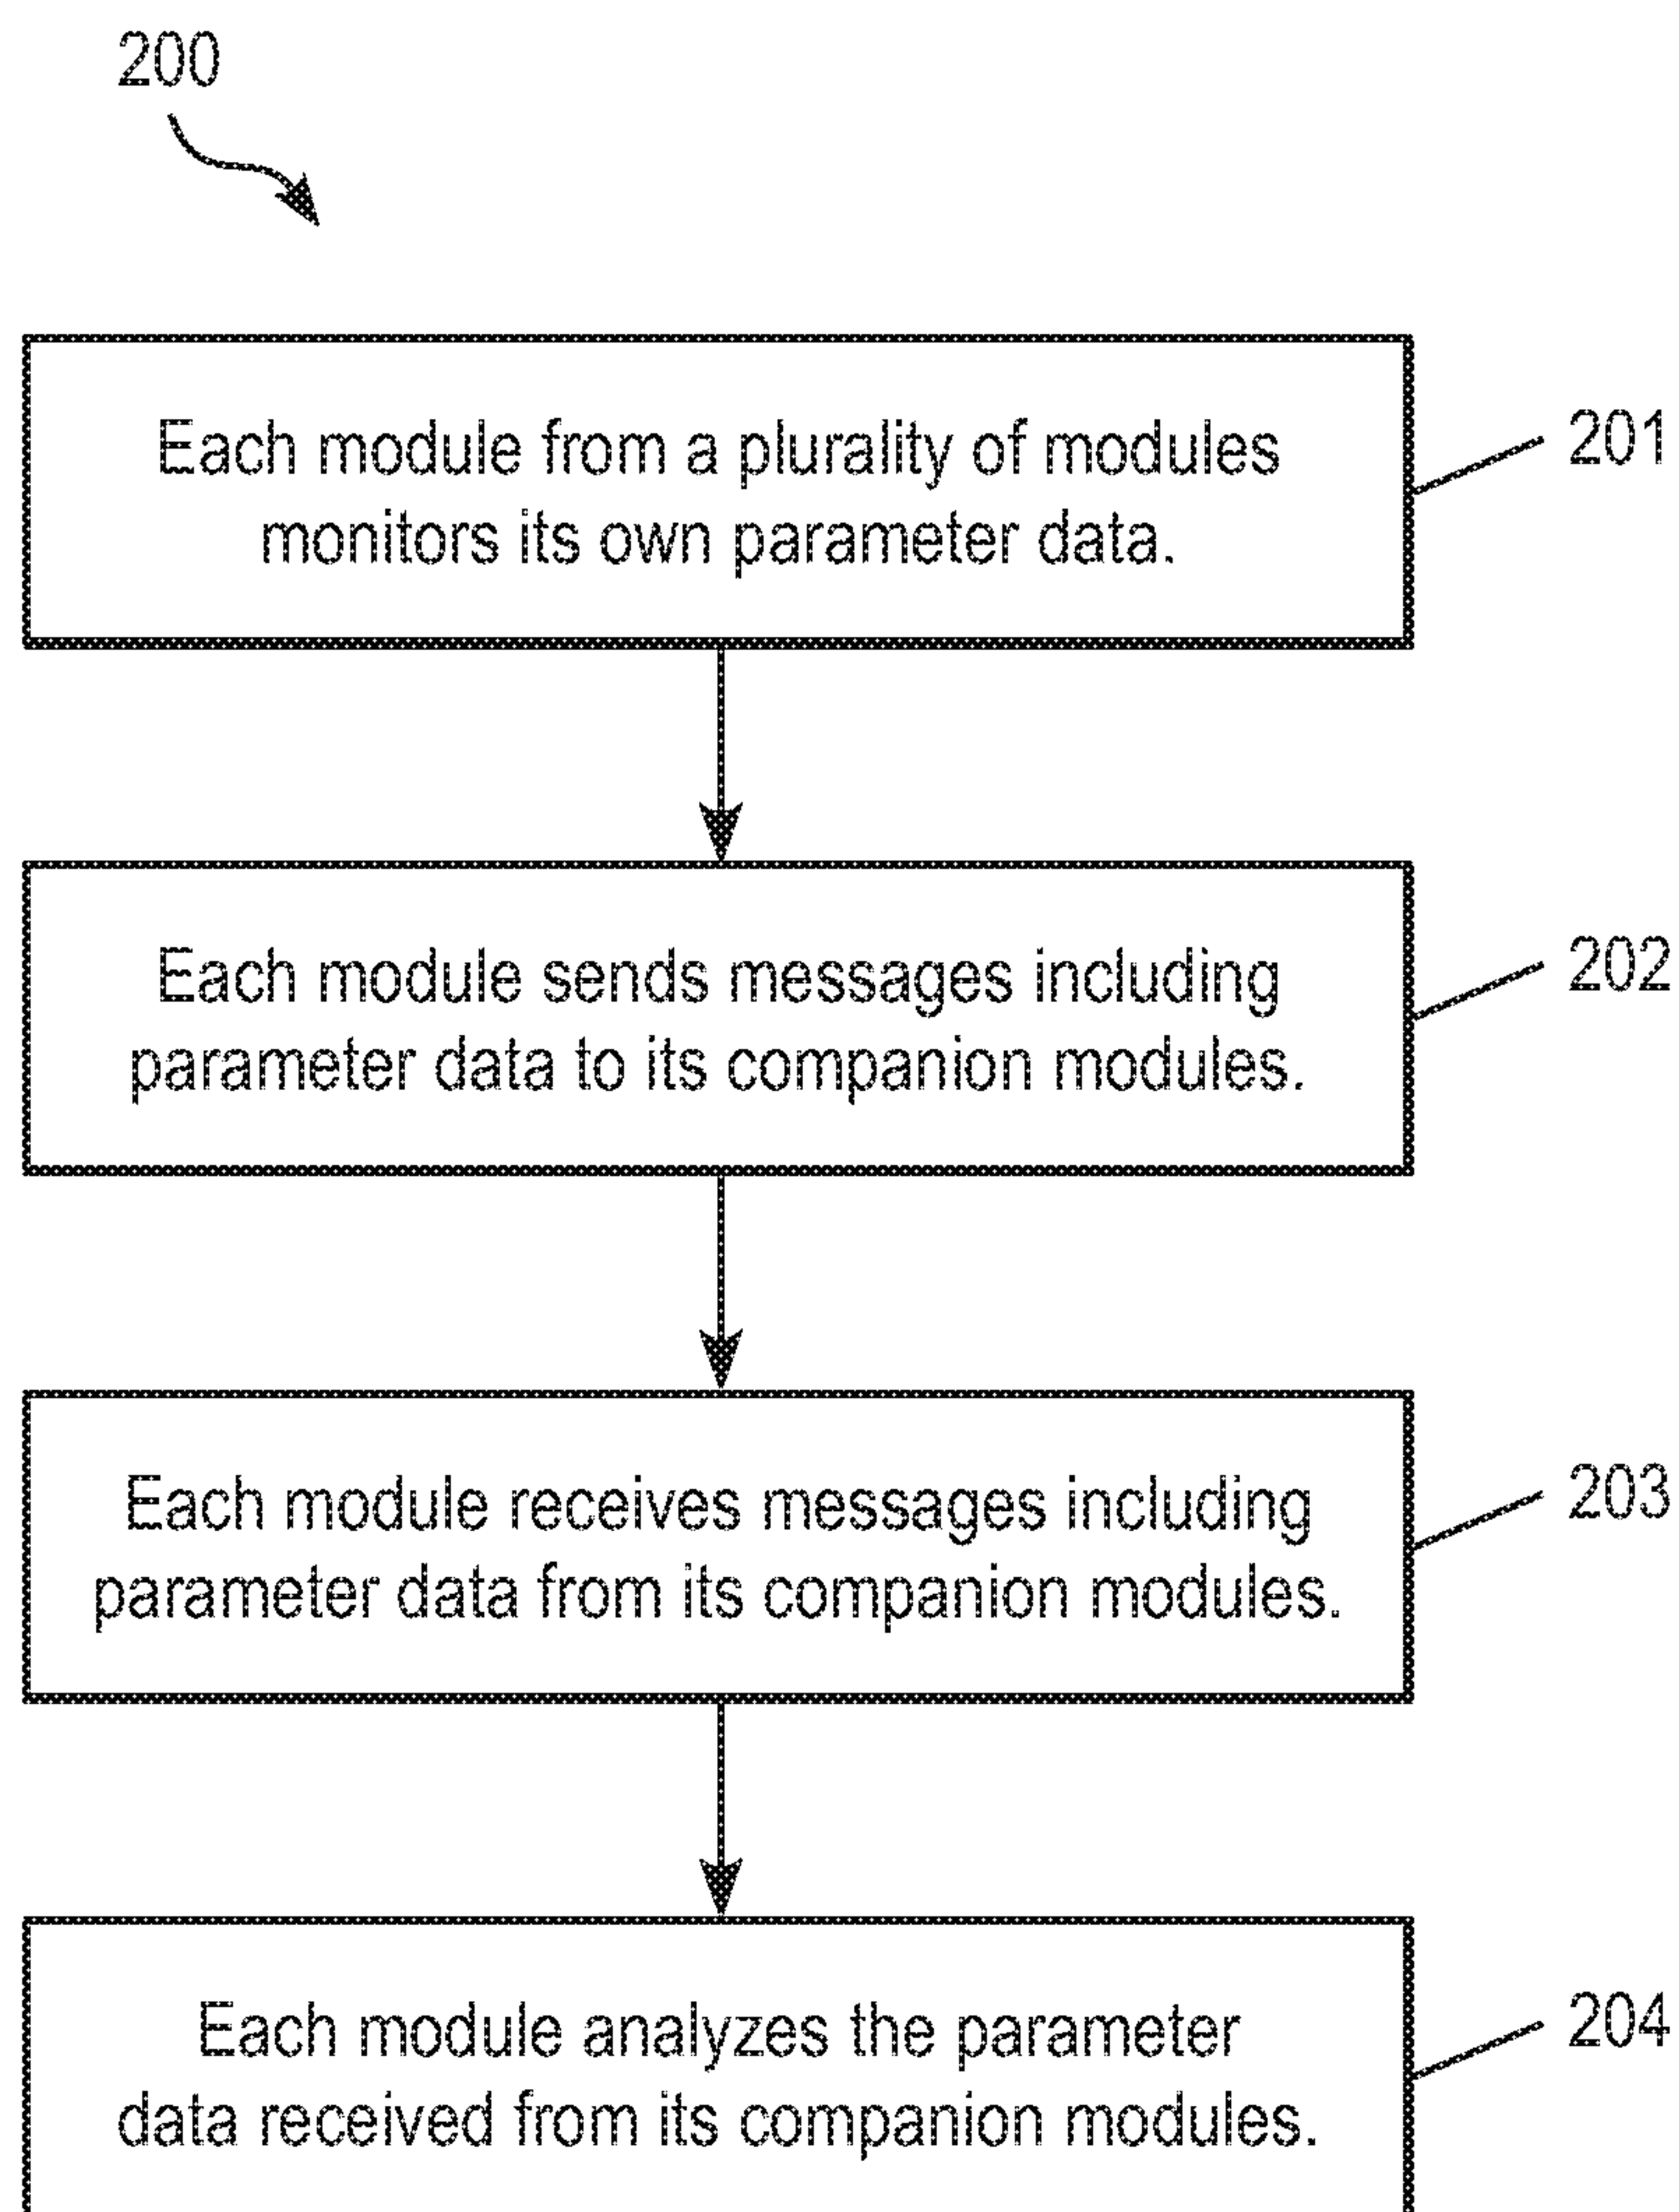 200
Each module from a plurality of modules
monitors its own parameter data.
201
Each module sends messages including
parameter data to its companion modules.
202
Each module receives messages including
parameter data from its companion modules.
203
Each module analyzes the parameter
data received from its companion modules.
204